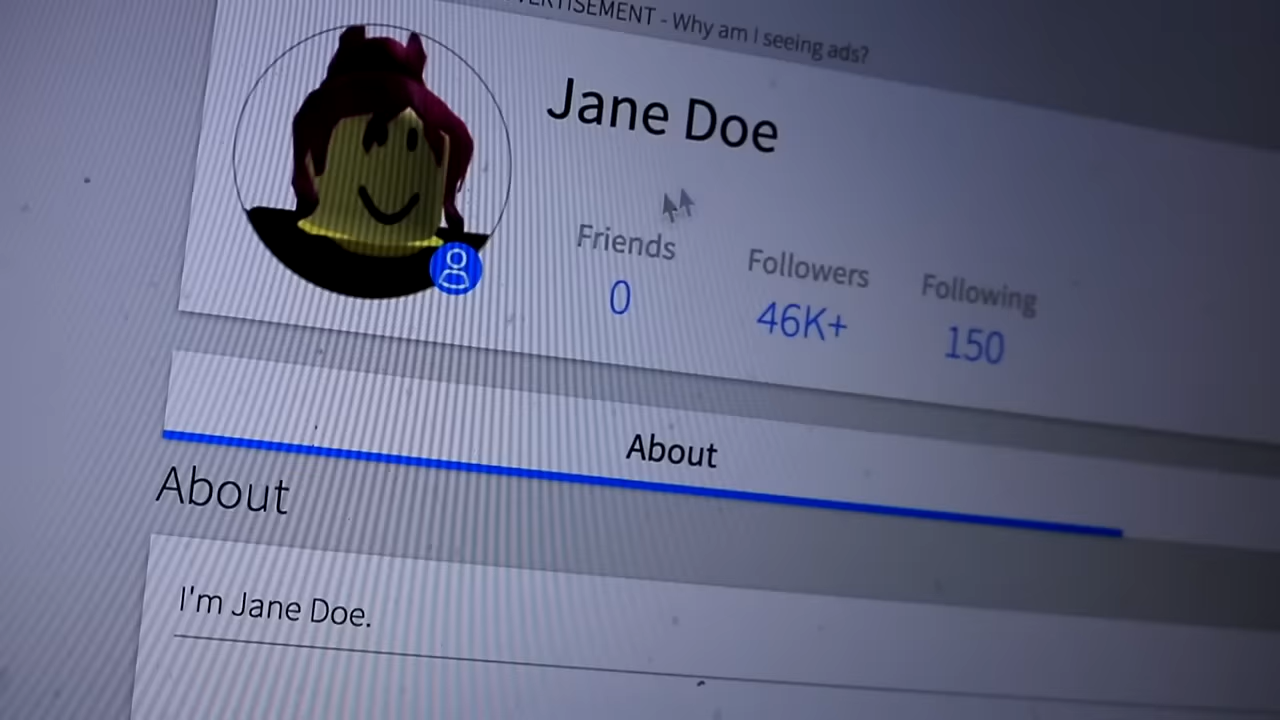 - Why am I seeing ads?
Jane Doe
Friends Followers Following
0 46K+ 150
About
About
I'm Jane Doe.